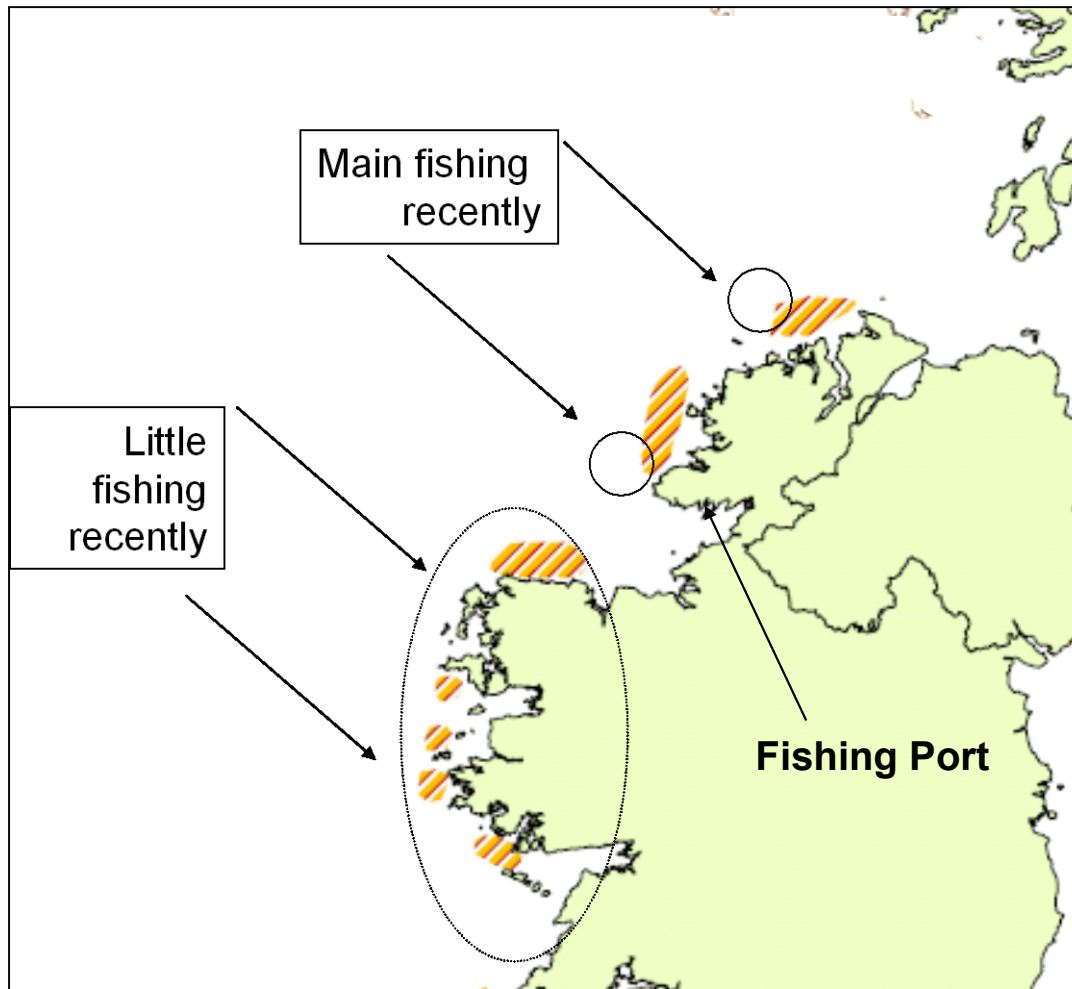 Main fishing
recently
Little
fishing
recently
Fishing Port